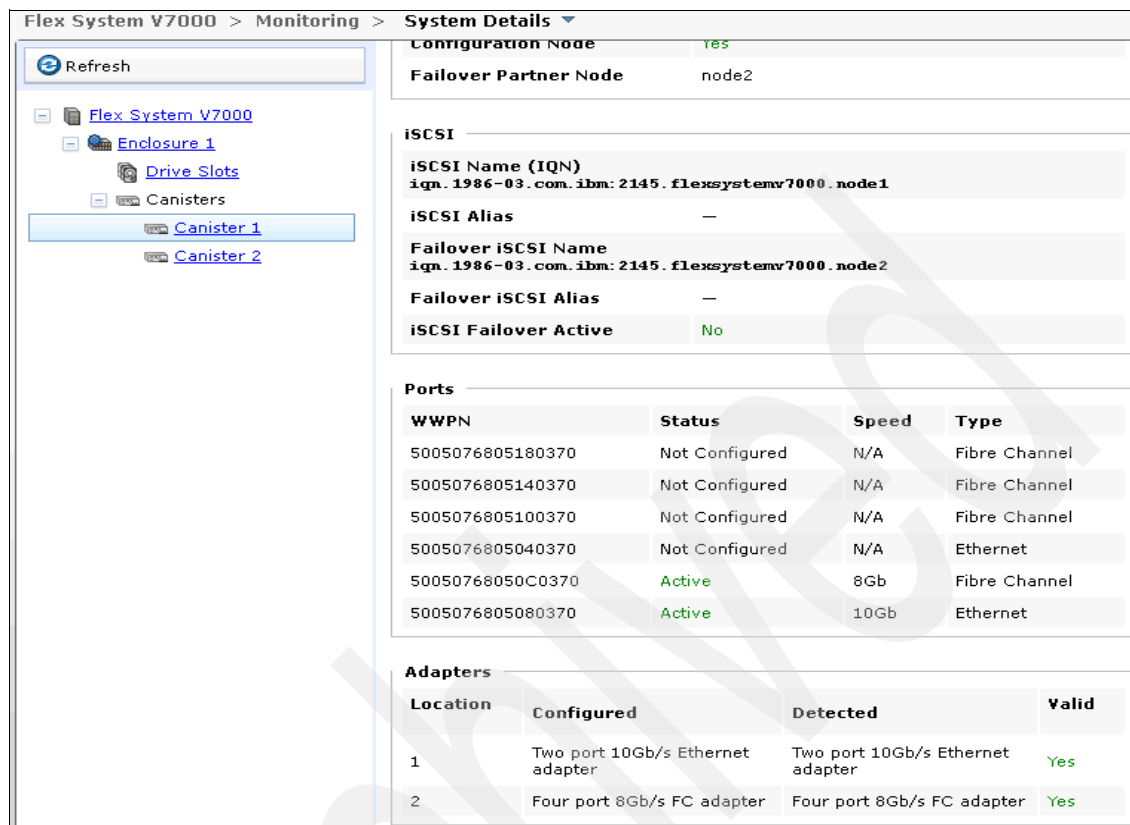 Flex System V7000 > Monitoring > System Details
Refresh
Flex System V7000
Enclosure 1
Drive Slots
Canisters
Canister 1
Canister 2
Configuration Node Yes
Failover Partner Node node2
iSCSI
iSCSI Name (IQN)
iqn.1986-03.com.ibm:2145.flexsystemv7000.node1
iSCSI Alias —
Failover iSCSI Name
iqn.1986-03.com.ibm:2145.flexsystemv7000.node2
Failover iSCSI Alias —
iSCSI Failover Active No
Ports
WWPN Status Speed Type
5005076805180370 Not Configured N/A Fibre Channel
5005076805140370 Not Configured N/A Fibre Channel
5005076805100370 Not Configured N/A Fibre Channel
5005076805040370 Not Configured N/A Ethernet
50050768050C0370 Active 8Gb Fibre Channel
5005076805080370 Active 10Gb Ethernet
Adapters
Location Configured Detected Valid
1 Two port 10Gb/s Ethernet adapter Two port 10Gb/s Ethernet adapter Yes
2 Four port 8Gb/s FC adapter Four port 8Gb/s FC adapter Yes